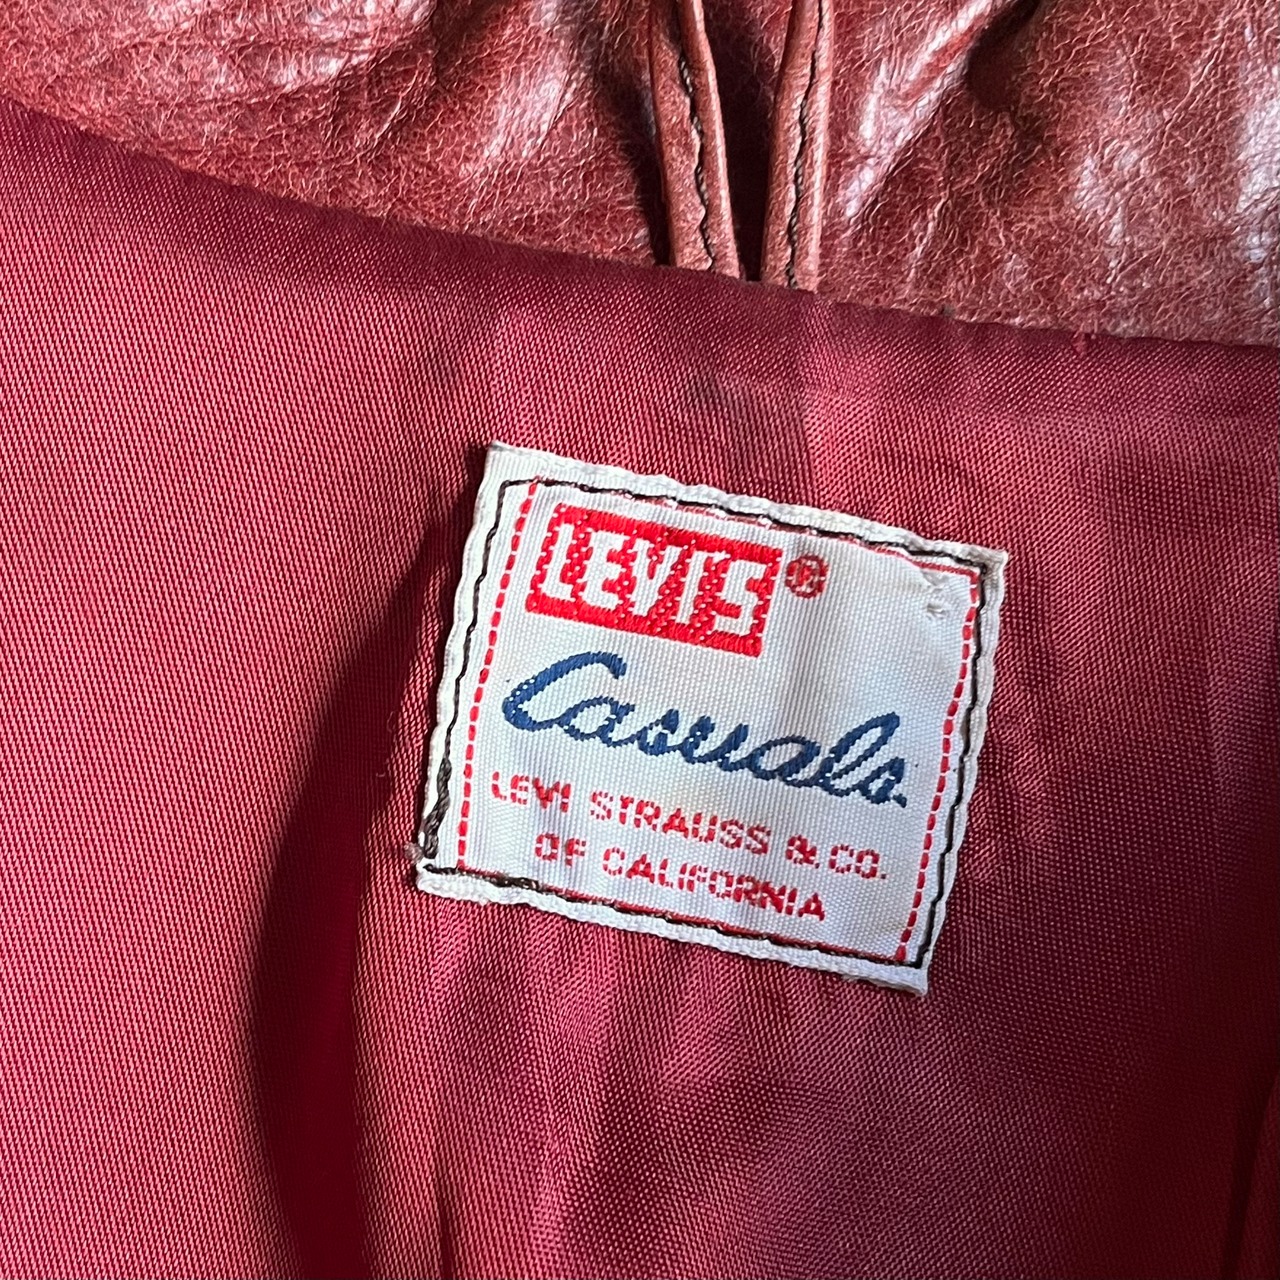 LEVI'S®
Casuals
LEVI STRAUSS & CO.
OF CALIFORNIA